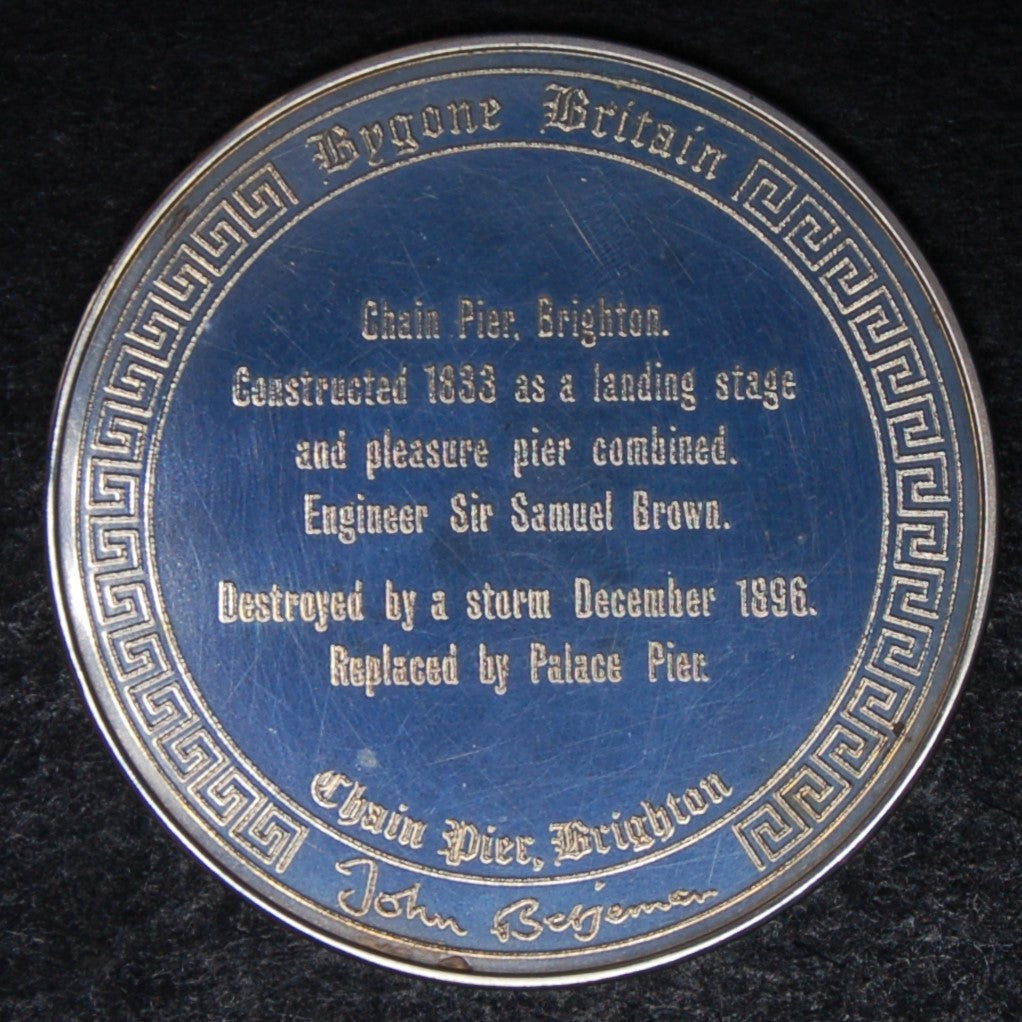 Bygone Britain
Chain Pier, Brighton.
Constructed 1833 as a landing stage
and pleasure pier combined.
Engineer Sir Samuel Brown.
Destroyed by a storm December 1896.
Replaced by Palace Pier.
Chain Pier, Brighton
John Betjeman